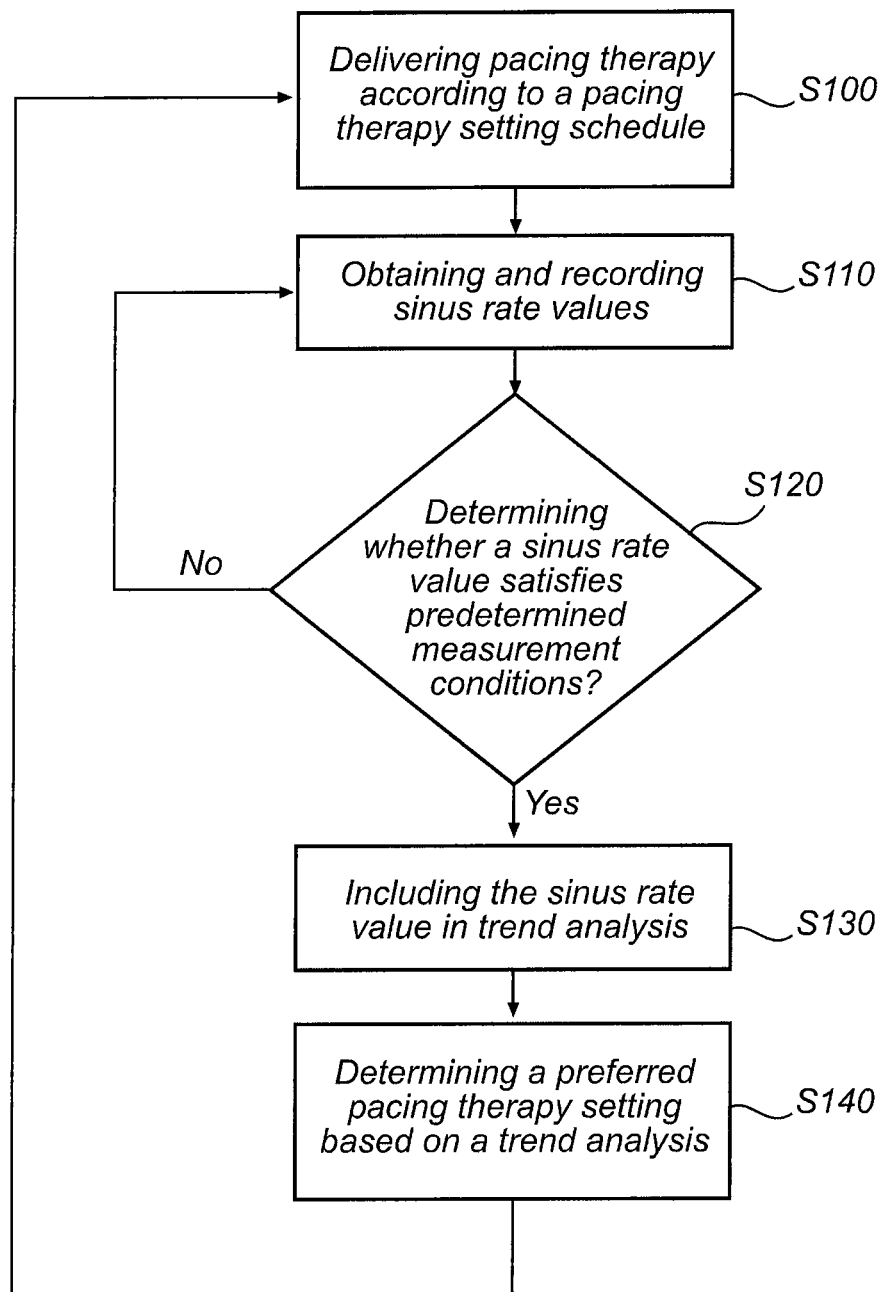 Delivering pacing therapy
according to a pacing
therapy setting schedule
S100
Obtaining and recording
sinus rate values
S110
Determining
whether a sinus rate
value satisfies
predetermined
measurement
conditions?
S120
No
Yes
Including the sinus rate
value in trend analysis
S130
Determining a preferred
pacing therapy setting
based on a trend analysis
S140